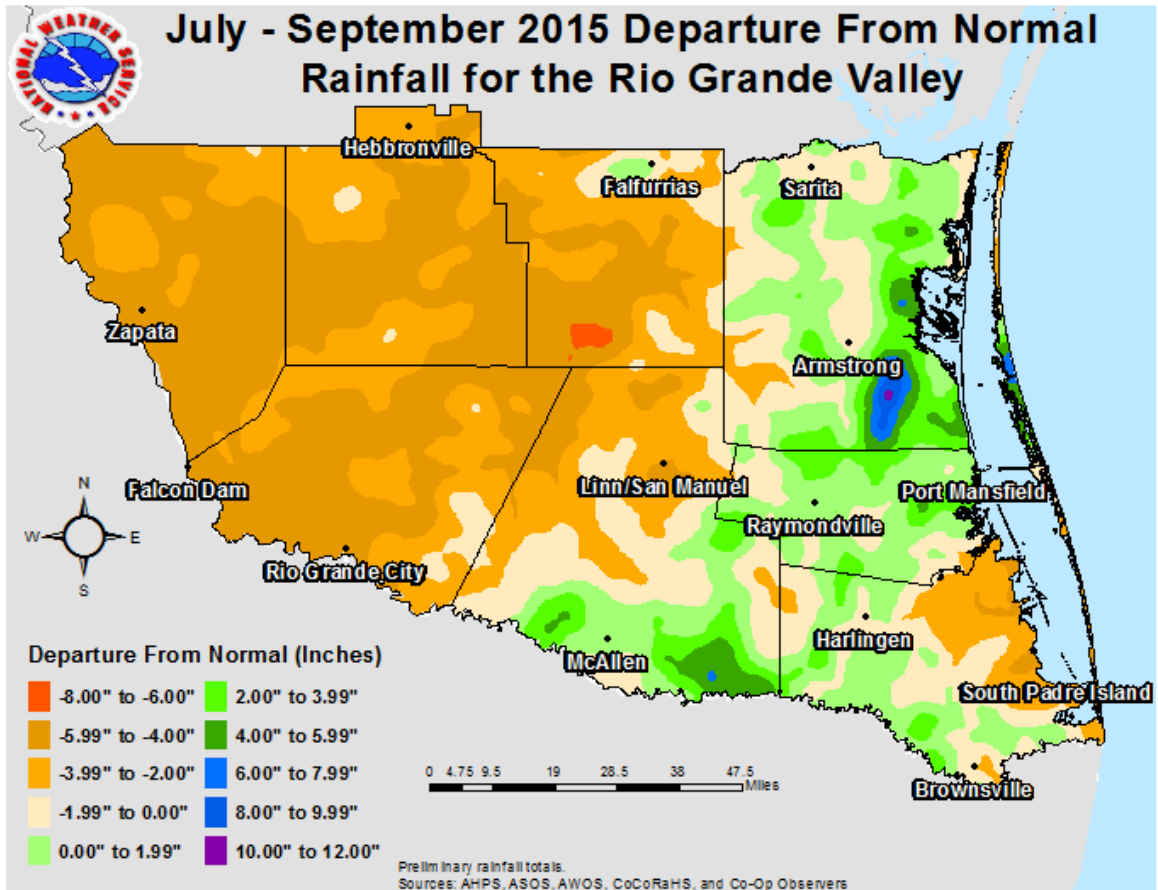 July - September 2015 Departure From Normal
Rainfall for the Rio Grande Valley
NATIONAL WEATHER SERVICE
Hebbronville
Falfurrias
Sarita
Zapata
Armstrong
Falcon Dam
Linn/San Manuel
Port Mansfield
Raymondville
Rio Grande City
Harlingen
McAllen
South Padre Island
Brownsville
N
W
E
S
Departure From Normal (Inches)
-8.00" to -6.00"
-5.99" to -4.00"
-3.99" to -2.00"
-1.99" to 0.00"
0.00" to 1.99"
2.00" to 3.99"
4.00" to 5.99"
6.00" to 7.99"
8.00" to 9.99"
10.00" to 12.00"
0 4.75 9.5 19 28.5 38 47.5
Miles
Preliminary rainfall totals.
Sources: AHPS, ASOS, AWOS, CoCoRaHS, and Co-Op Observers